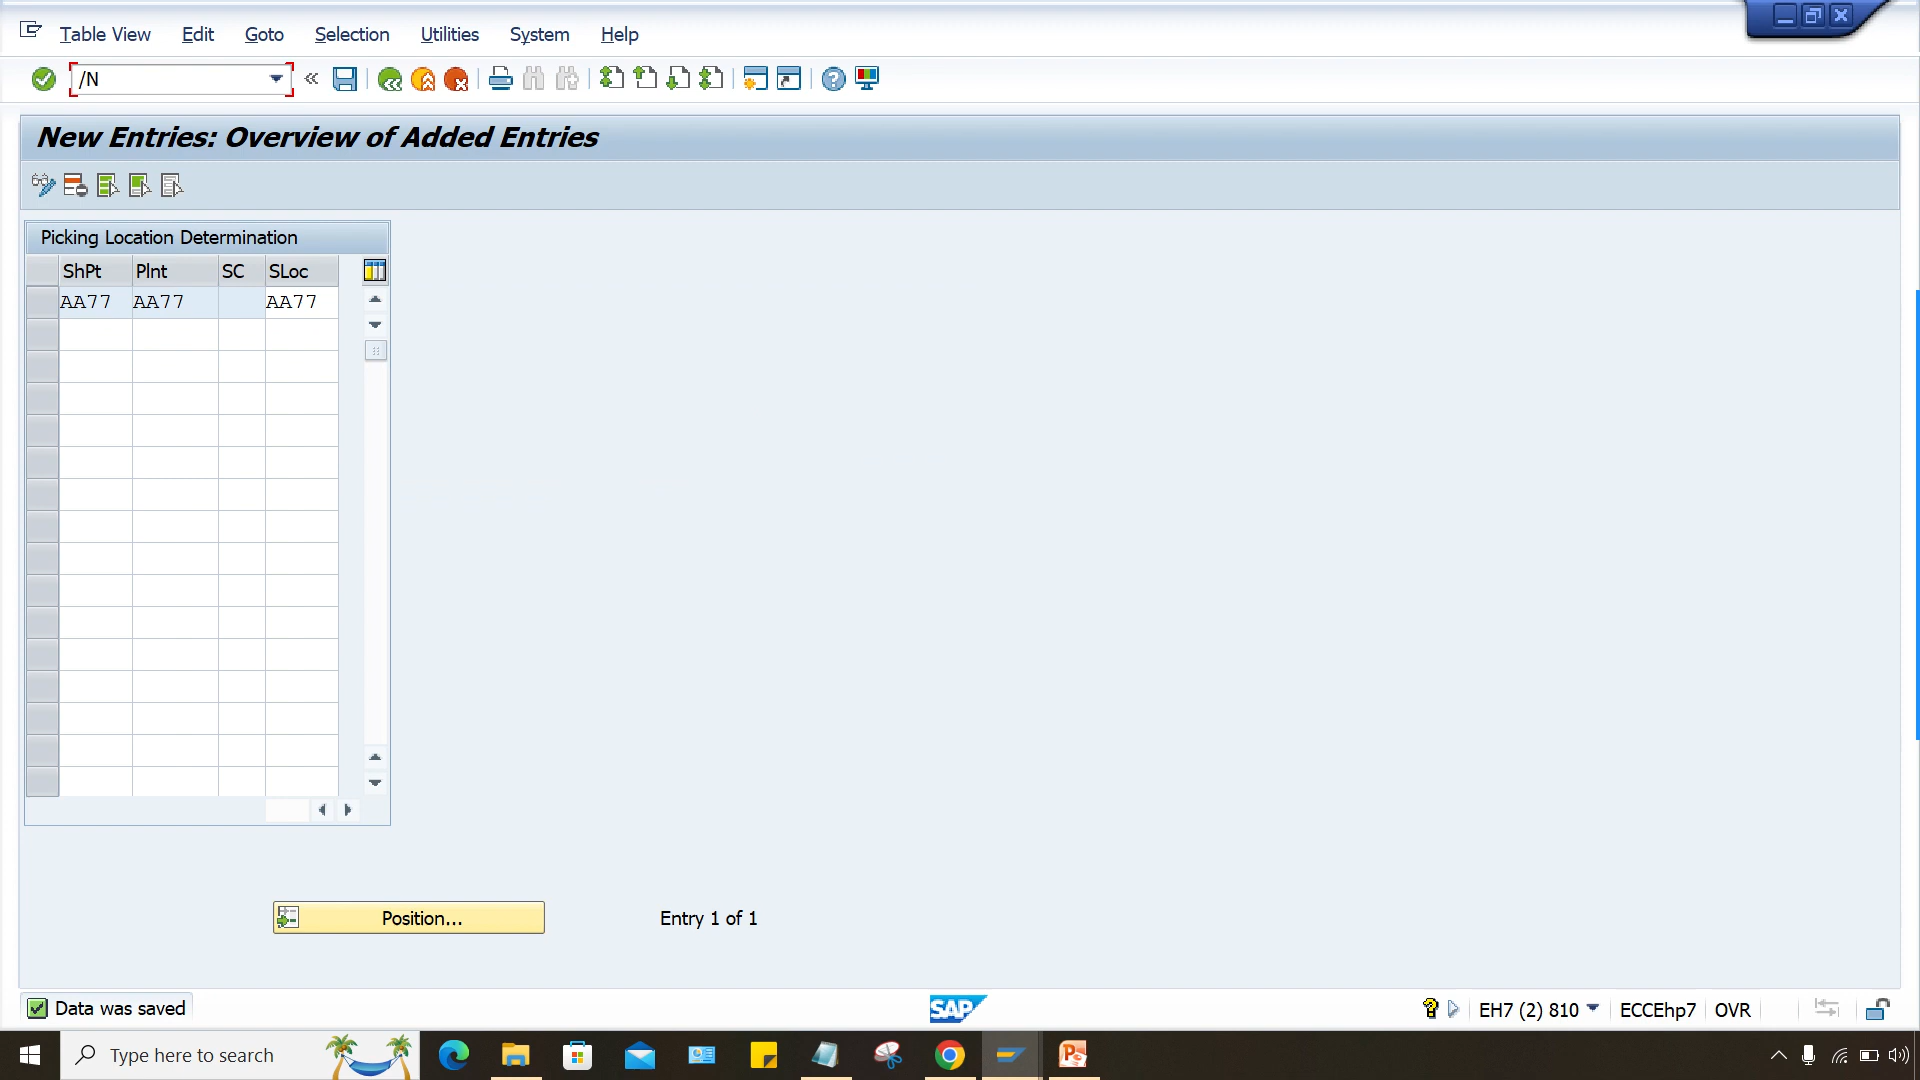 Table View Edit Goto Selection Utilities System Help
/N
New Entries: Overview of Added Entries
Picking Location Determination
ShPt Plnt SC SLoc
AA77 AA77 AA77
Position... Entry 1 of 1
Data was saved SAP EH7 (2) 810 ECCEhp7 OVR
Type here to search